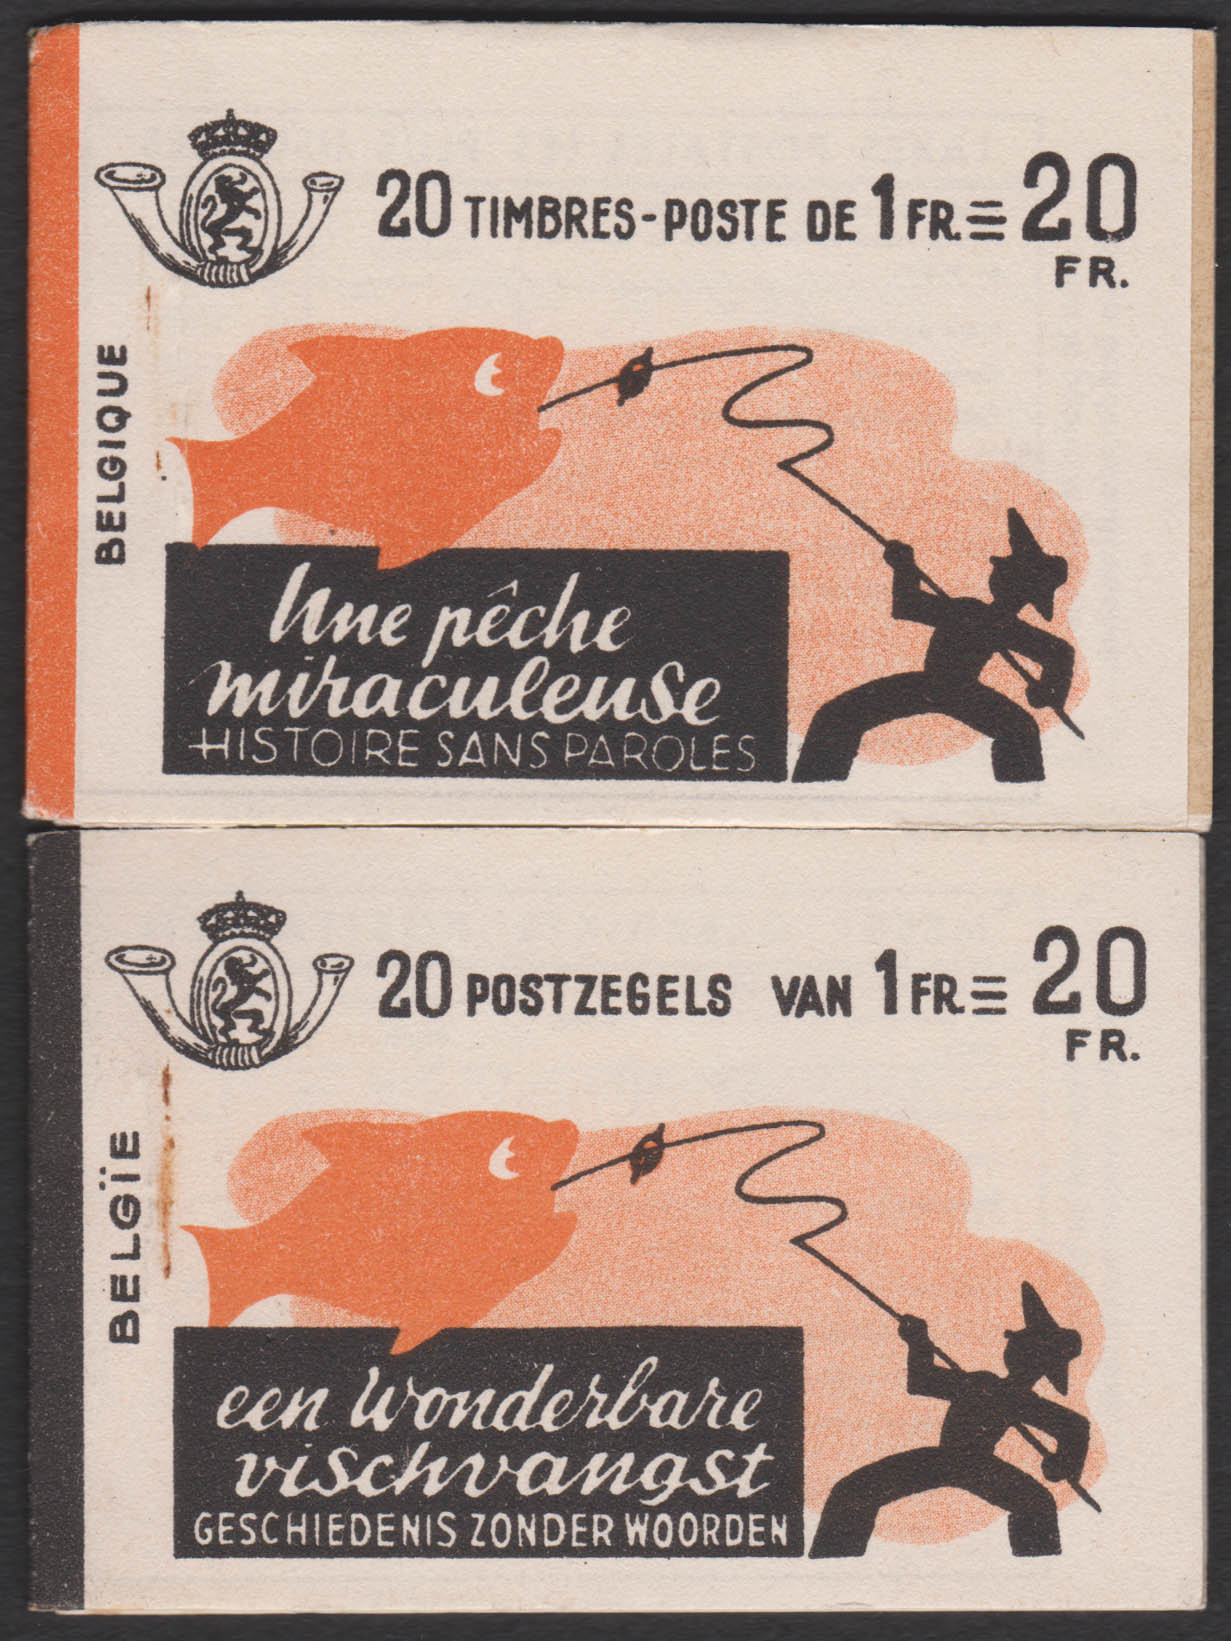 20 TIMBRES-POSTE DE 1 FR. = 20 FR.
BELGIQUE
Une pêche
miraculeuse
HISTOIRE SANS PAROLES
20 POSTZEGELS VAN 1 FR. = 20 FR.
BELGÏE
een wonderbare
vischvangst
GESCHIEDENIS ZONDER WOORDEN